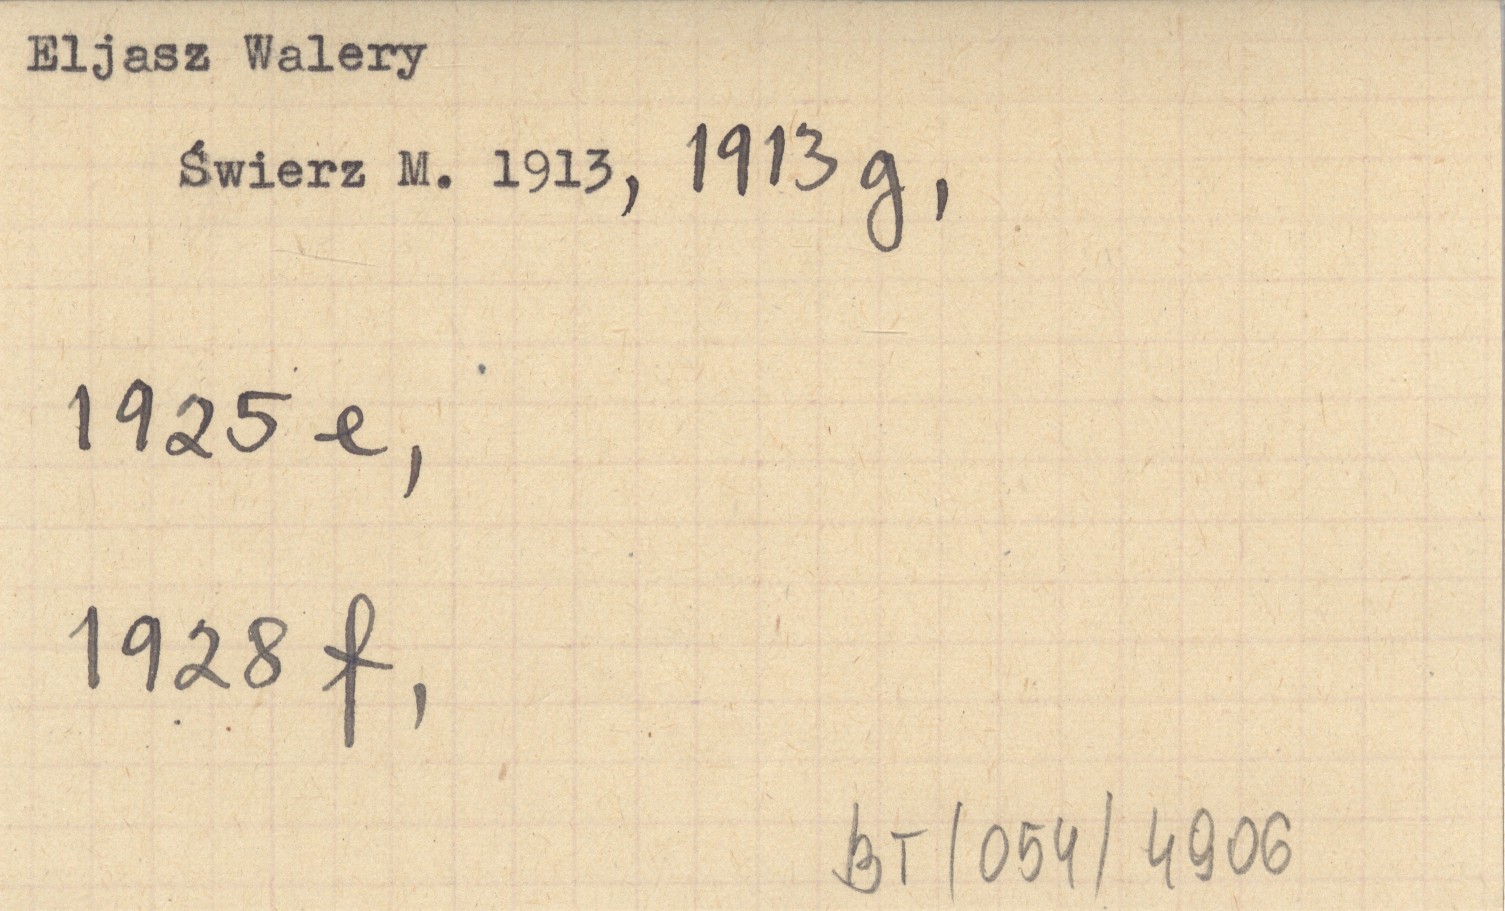 Eljasz Walery
Świerz M. 1913, 1913 g,
1925 e,
1928 f,
BT/054/4906